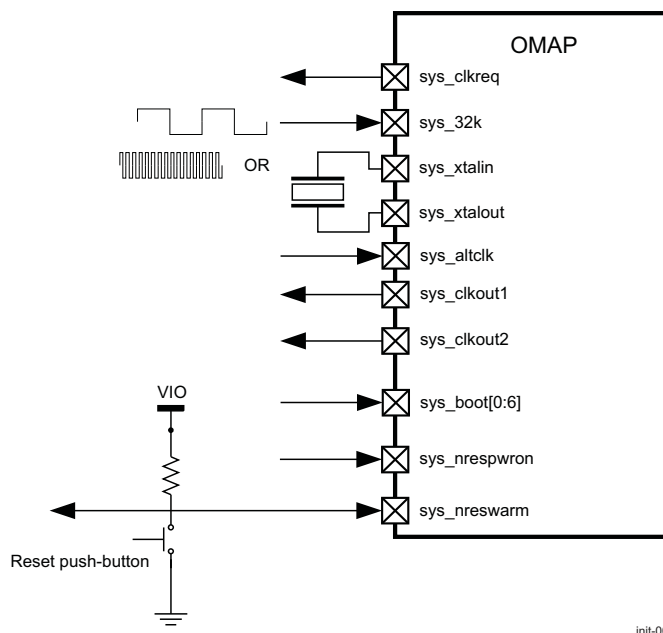 OMAP
sys_clkreq
sys_32k
OR
sys_xtalin
sys_xtalout
sys_altclk
sys_clkout1
sys_clkout2
VIO
sys_boot[0:6]
sys_nrespwron
sys_nreswarm
Reset push-button